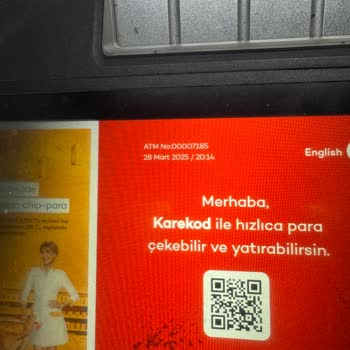 ATM No:00007185
28 Mart 2025 / 20:14
English
Merhaba,
Karekod ile hızlıca para
çekebilir ve yatırabilirsin.
chip-para